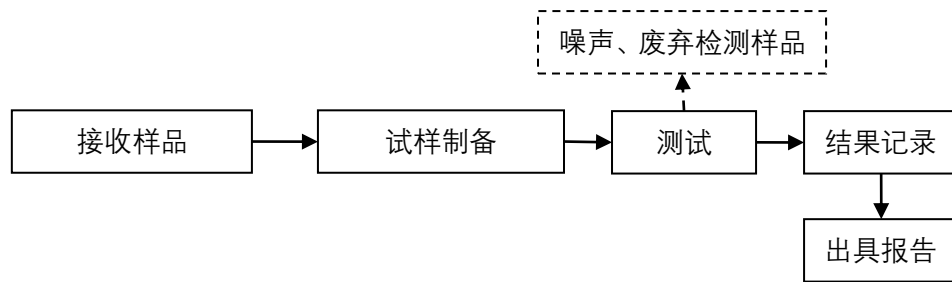 噪声、废弃检测样品
接收样品
试样制备
测试
结果记录
出具报告